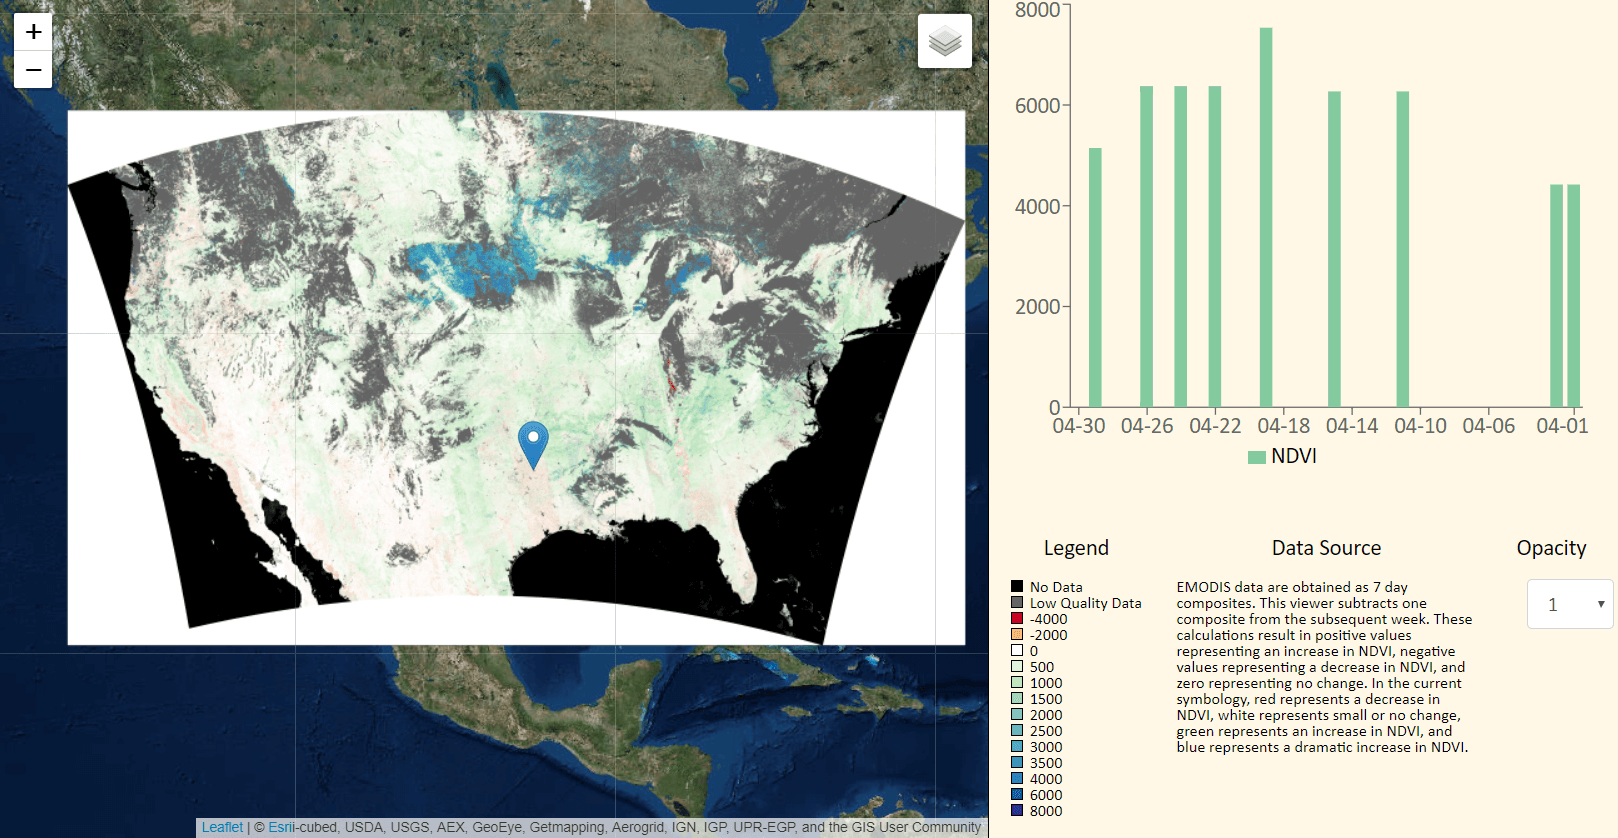 +
−
8000
6000
4000
2000
0
04-30 04-26 04-22 04-18 04-14 04-10 04-06 04-01
NDVI
Legend
No Data
Low Quality Data
-4000
-2000
0
500
1000
1500
2000
2500
3000
3500
4000
6000
8000
Data Source
EMODIS data are obtained as 7 day
composites. This viewer subtracts one
composite from the subsequent week. These
calculations result in positive values
representing an increase in NDVI, negative
values representing a decrease in NDVI, and
zero representing no change. In the current
symbology, red represents a decrease in
NDVI, white represents small or no change,
green represents an increase in NDVI, and
blue represents a dramatic increase in NDVI.
Opacity
1
Leaflet | © Esrii-cubed, USDA, USGS, AEX, GeoEye, Getmapping, Aerogrid, IGN, IGP, UPR-EGP, and the GIS User Community